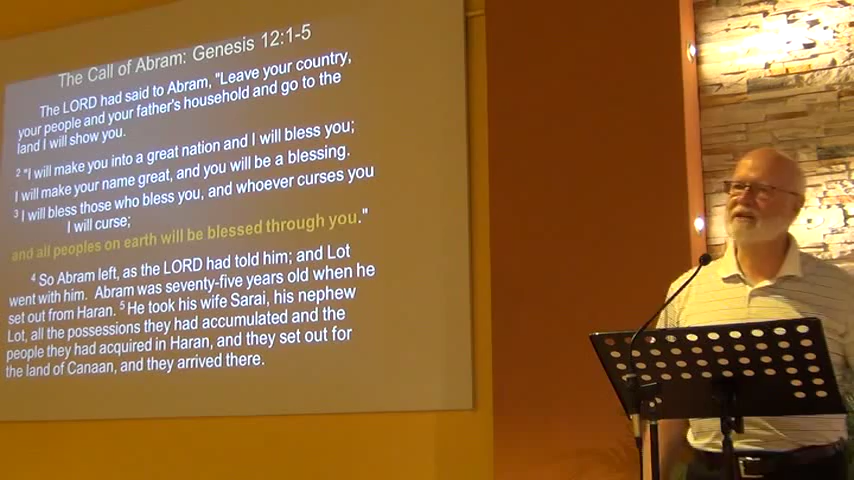 The Call of Abram: Genesis 12:1-5
The LORD had said to Abram, "Leave your country,
your people and your father's household and go to the
land I will show you.
2 "I will make you into a great nation and I will bless you;
I will make your name great, and you will be a blessing.
3 I will bless those who bless you, and whoever curses you
I will curse;
and all peoples on earth will be blessed through you."
4 So Abram left, as the LORD had told him; and Lot
went with him. Abram was seventy-five years old when he
set out from Haran. 5 He took his wife Sarai, his nephew
Lot, all the possessions they had accumulated and the
people they had acquired in Haran, and they set out for
the land of Canaan, and they arrived there.